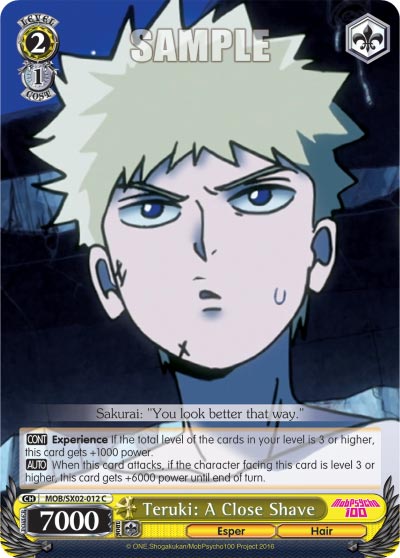 LEVEL
2
1
COST
SAMPLE
Sakurai: "You look better that way."
CONT Experience If the total level of the cards in your level is 3 or higher,
this card gets +1000 power.
AUTO When this card attacks, if the character facing this card is level 3 or
higher, this card gets +6000 power until end of turn.
CH MOB/SX02-012 C
Teruki: A Close Shave
MobPsycho
100
POWER
7000
Esper
Hair
©ONE,Shogakukan/MobPsycho100 Project 2016